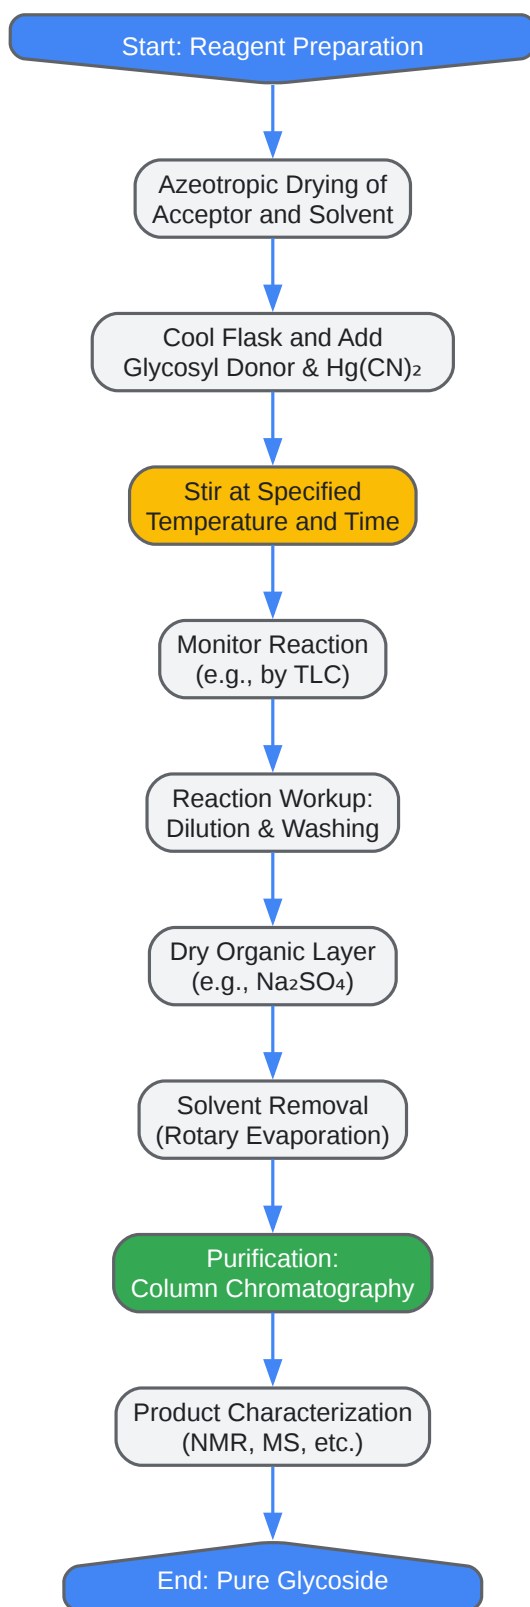 Start: Reagent Preparation
Azeotropic Drying of
Acceptor and Solvent
Cool Flask and Add
Glycosyl Donor & Hg(CN)₂
Stir at Specified
Temperature and Time
Monitor Reaction
(e.g., by TLC)
Reaction Workup:
Dilution & Washing
Dry Organic Layer
(e.g., Na₂SO₄)
Solvent Removal
(Rotary Evaporation)
Purification:
Column Chromatography
Product Characterization
(NMR, MS, etc.)
End: Pure Glycoside